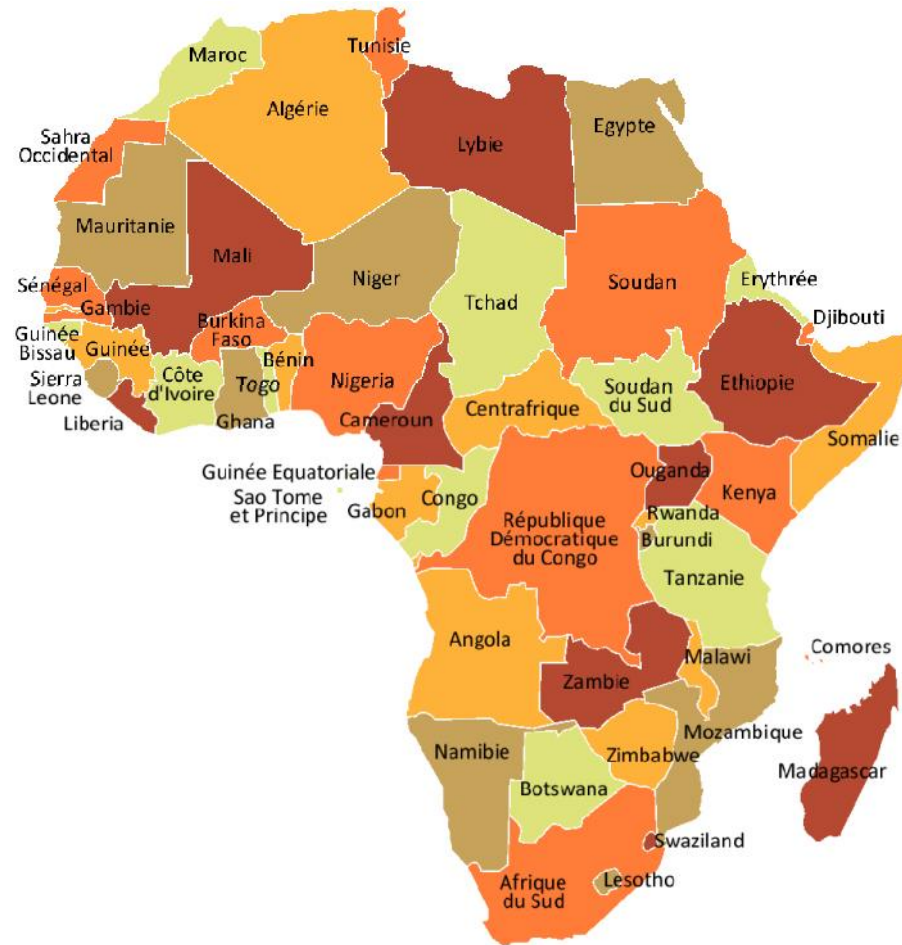 Maroc
Tunisie
Algérie
Lybie
Egypte
Sahra
Occidental
Mauritanie
Mali
Niger
Tchad
Soudan
Erythrée
Sénégal
Gambie
Burkina
Faso
Djibouti
Guinée
Bissau
Guinée
Bénin
Côte
d'Ivoire
Togo
Nigeria
Soudan
du Sud
Ethiopie
Sierra
Leone
Liberia
Ghana
Cameroun
Centrafrique
Somalie
Guinée Equatoriale
Sao Tome
et Principe
Gabon
Congo
Ouganda
Kenya
République
Démocratique
du Congo
Rwanda
Burundi
Tanzanie
Angola
Malawi
Comores
Zambie
Mozambique
Namibie
Zimbabwe
Botswana
Madagascar
Swaziland
Lesotho
Afrique
du Sud